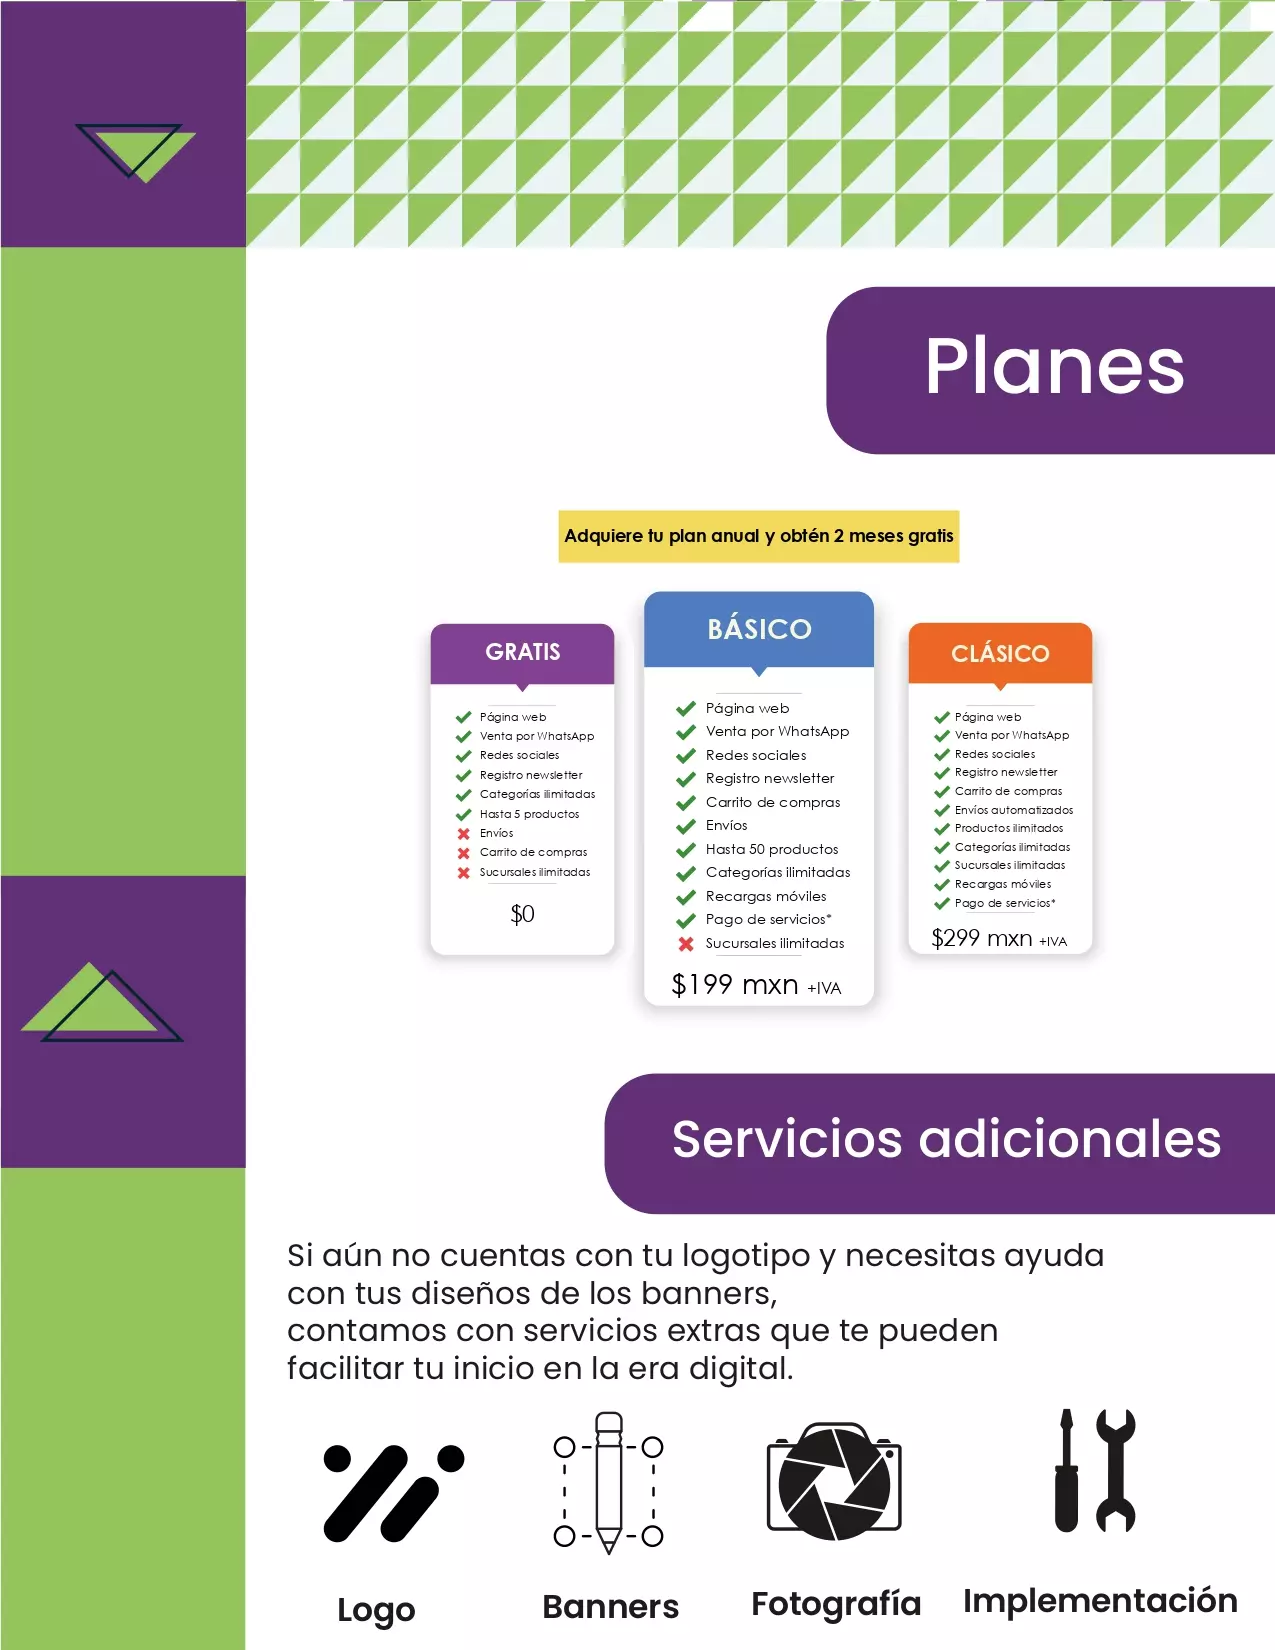 Planes
Adquiere tu plan anual y obtén 2 meses gratis
GRATIS
Página web
Venta por WhatsApp
Redes sociales
Registro newsletter
Categorías ilimitadas
Hasta 5 productos
Envíos
Carrito de compras
Sucursales ilimitadas
$0
BÁSICO
Página web
Venta por WhatsApp
Redes sociales
Registro newsletter
Carrito de compras
Envíos
Hasta 50 productos
Categorías ilimitadas
Recargas móviles
Pago de servicios*
Sucursales ilimitadas
$199 mxn +IVA
CLÁSICO
Página web
Venta por WhatsApp
Redes sociales
Registro newsletter
Carrito de compras
Envíos automatizados
Productos ilimitados
Categorías ilimitadas
Sucursales ilimitadas
Recargas móviles
Pago de servicios*
$299 mxn +IVA
Servicios adicionales
Si aún no cuentas con tu logotipo y necesitas ayuda
con tus diseños de los banners,
contamos con servicios extras que te pueden
facilitar tu inicio en la era digital.
Logo
Banners
Fotografía
Implementación